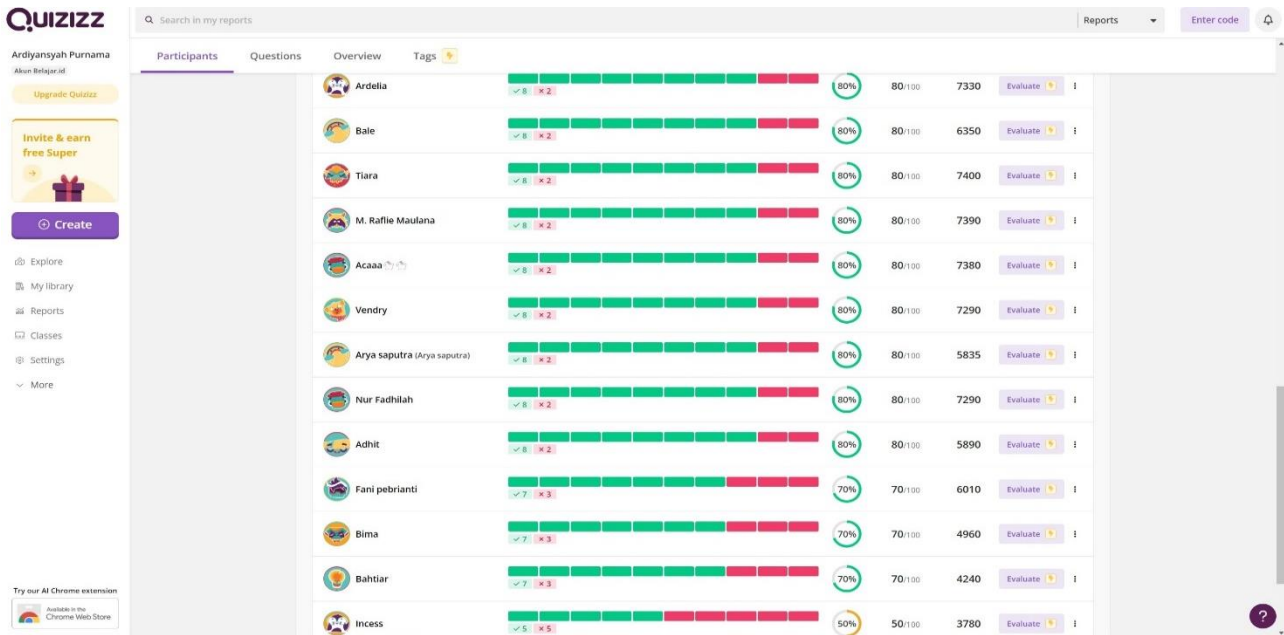 QUIZIZZ
Search in my reports
Reports
Enter code
Ardiyansyah Purnama
Akun Belajar.id
Upgrade Quizizz
Invite & earn
free Super
Create
Explore
My library
Reports
Classes
Settings
More
Try our AI Chrome extension
Available in the
Chrome Web Store
Participants Questions Overview Tags
Ardelia 80% 80/100 7330 Evaluate
✓ 8 × 2
Bale 80% 80/100 6350 Evaluate
✓ 8 × 2
Tiara 80% 80/100 7400 Evaluate
✓ 8 × 2
M. Raflie Maulana 80% 80/100 7390 Evaluate
✓ 8 × 2
Acaaa 80% 80/100 7380 Evaluate
✓ 8 × 2
Vendry 80% 80/100 7290 Evaluate
✓ 8 × 2
Arya saputra (Arya saputra) 80% 80/100 5835 Evaluate
✓ 8 × 2
Nur Fadhilah 80% 80/100 7290 Evaluate
✓ 8 × 2
Adhit 80% 80/100 5890 Evaluate
✓ 8 × 2
Fani pebrianti 70% 70/100 6010 Evaluate
✓ 7 × 3
Bima 70% 70/100 4960 Evaluate
✓ 7 × 3
Bahtiar 70% 70/100 4240 Evaluate
✓ 7 × 3
Incess 50% 50/100 3780 Evaluate
✓ 5 × 5
?